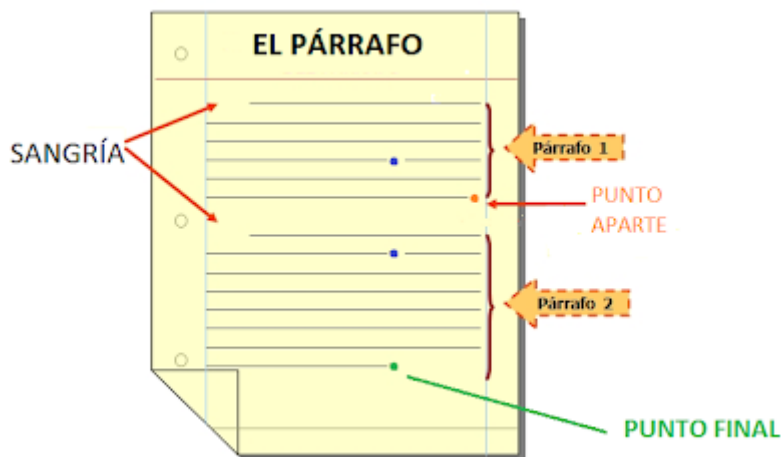 EL PÁRRAFO
SANGRÍA
Párrafo 1
PUNTO
APARTE
Párrafo 2
PUNTO FINAL